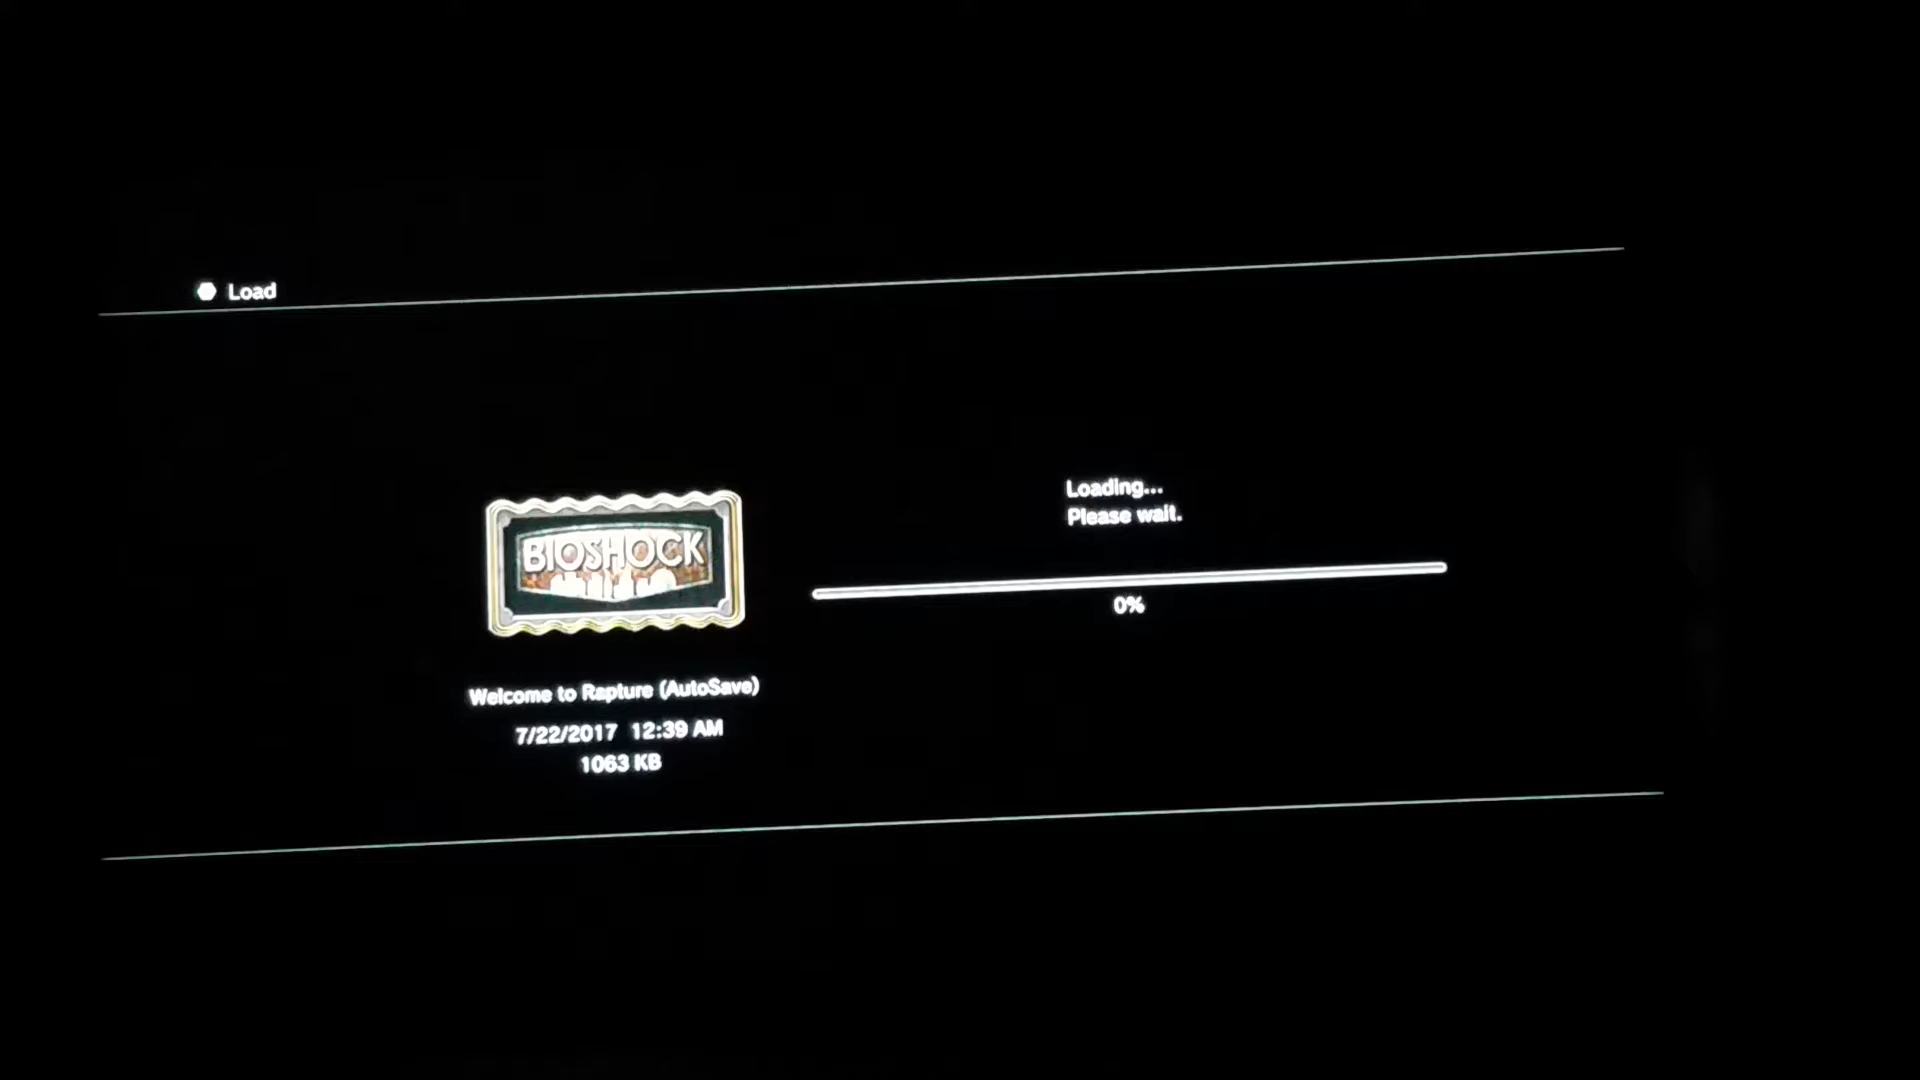 Load
Loading...
Please wait.
BIOSHOCK
0%
Welcome to Rapture (AutoSave)
7/22/2017 12:39 AM
1063 KB